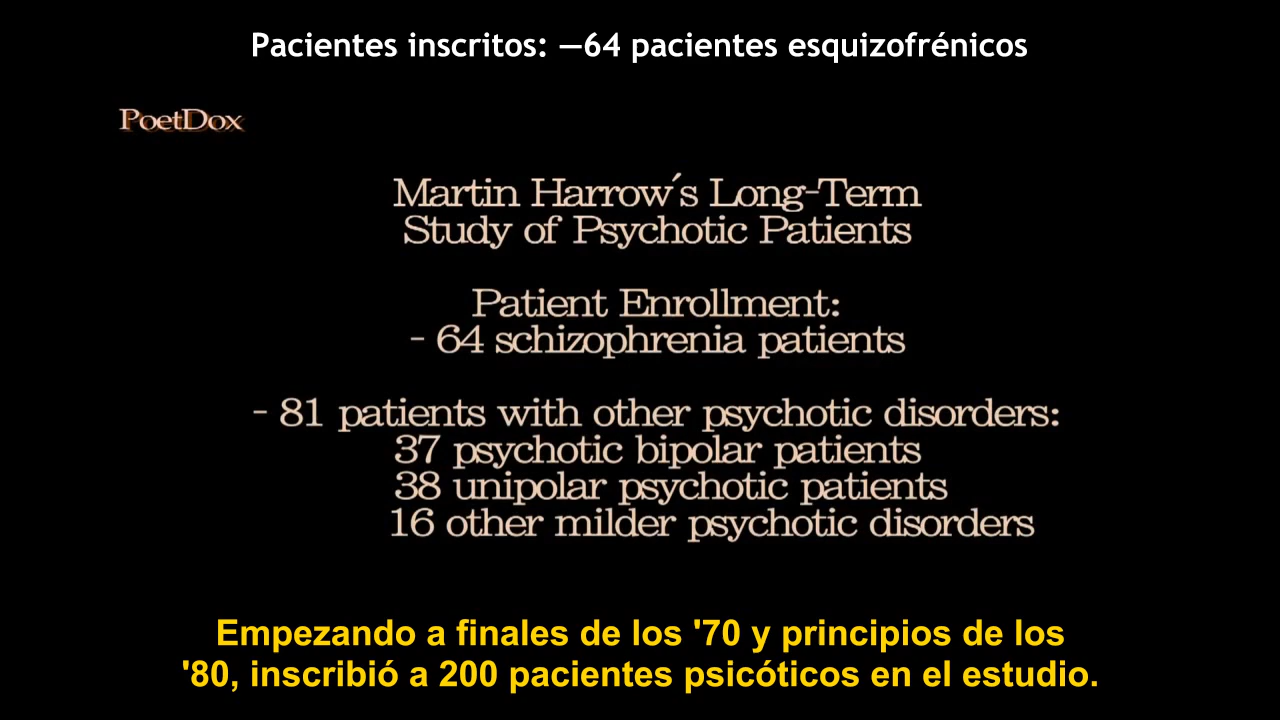 Pacientes inscritos: —64 pacientes esquizofrénicos
PoetDox
Martin Harrow´s Long-Term
Study of Psychotic Patients
Patient Enrollment:
- 64 schizophrenia patients
- 81 patients with other psychotic disorders:
37 psychotic bipolar patients
38 unipolar psychotic patients
16 other milder psychotic disorders
Empezando a finales de los '70 y principios de los
'80, inscribió a 200 pacientes psicóticos en el estudio.